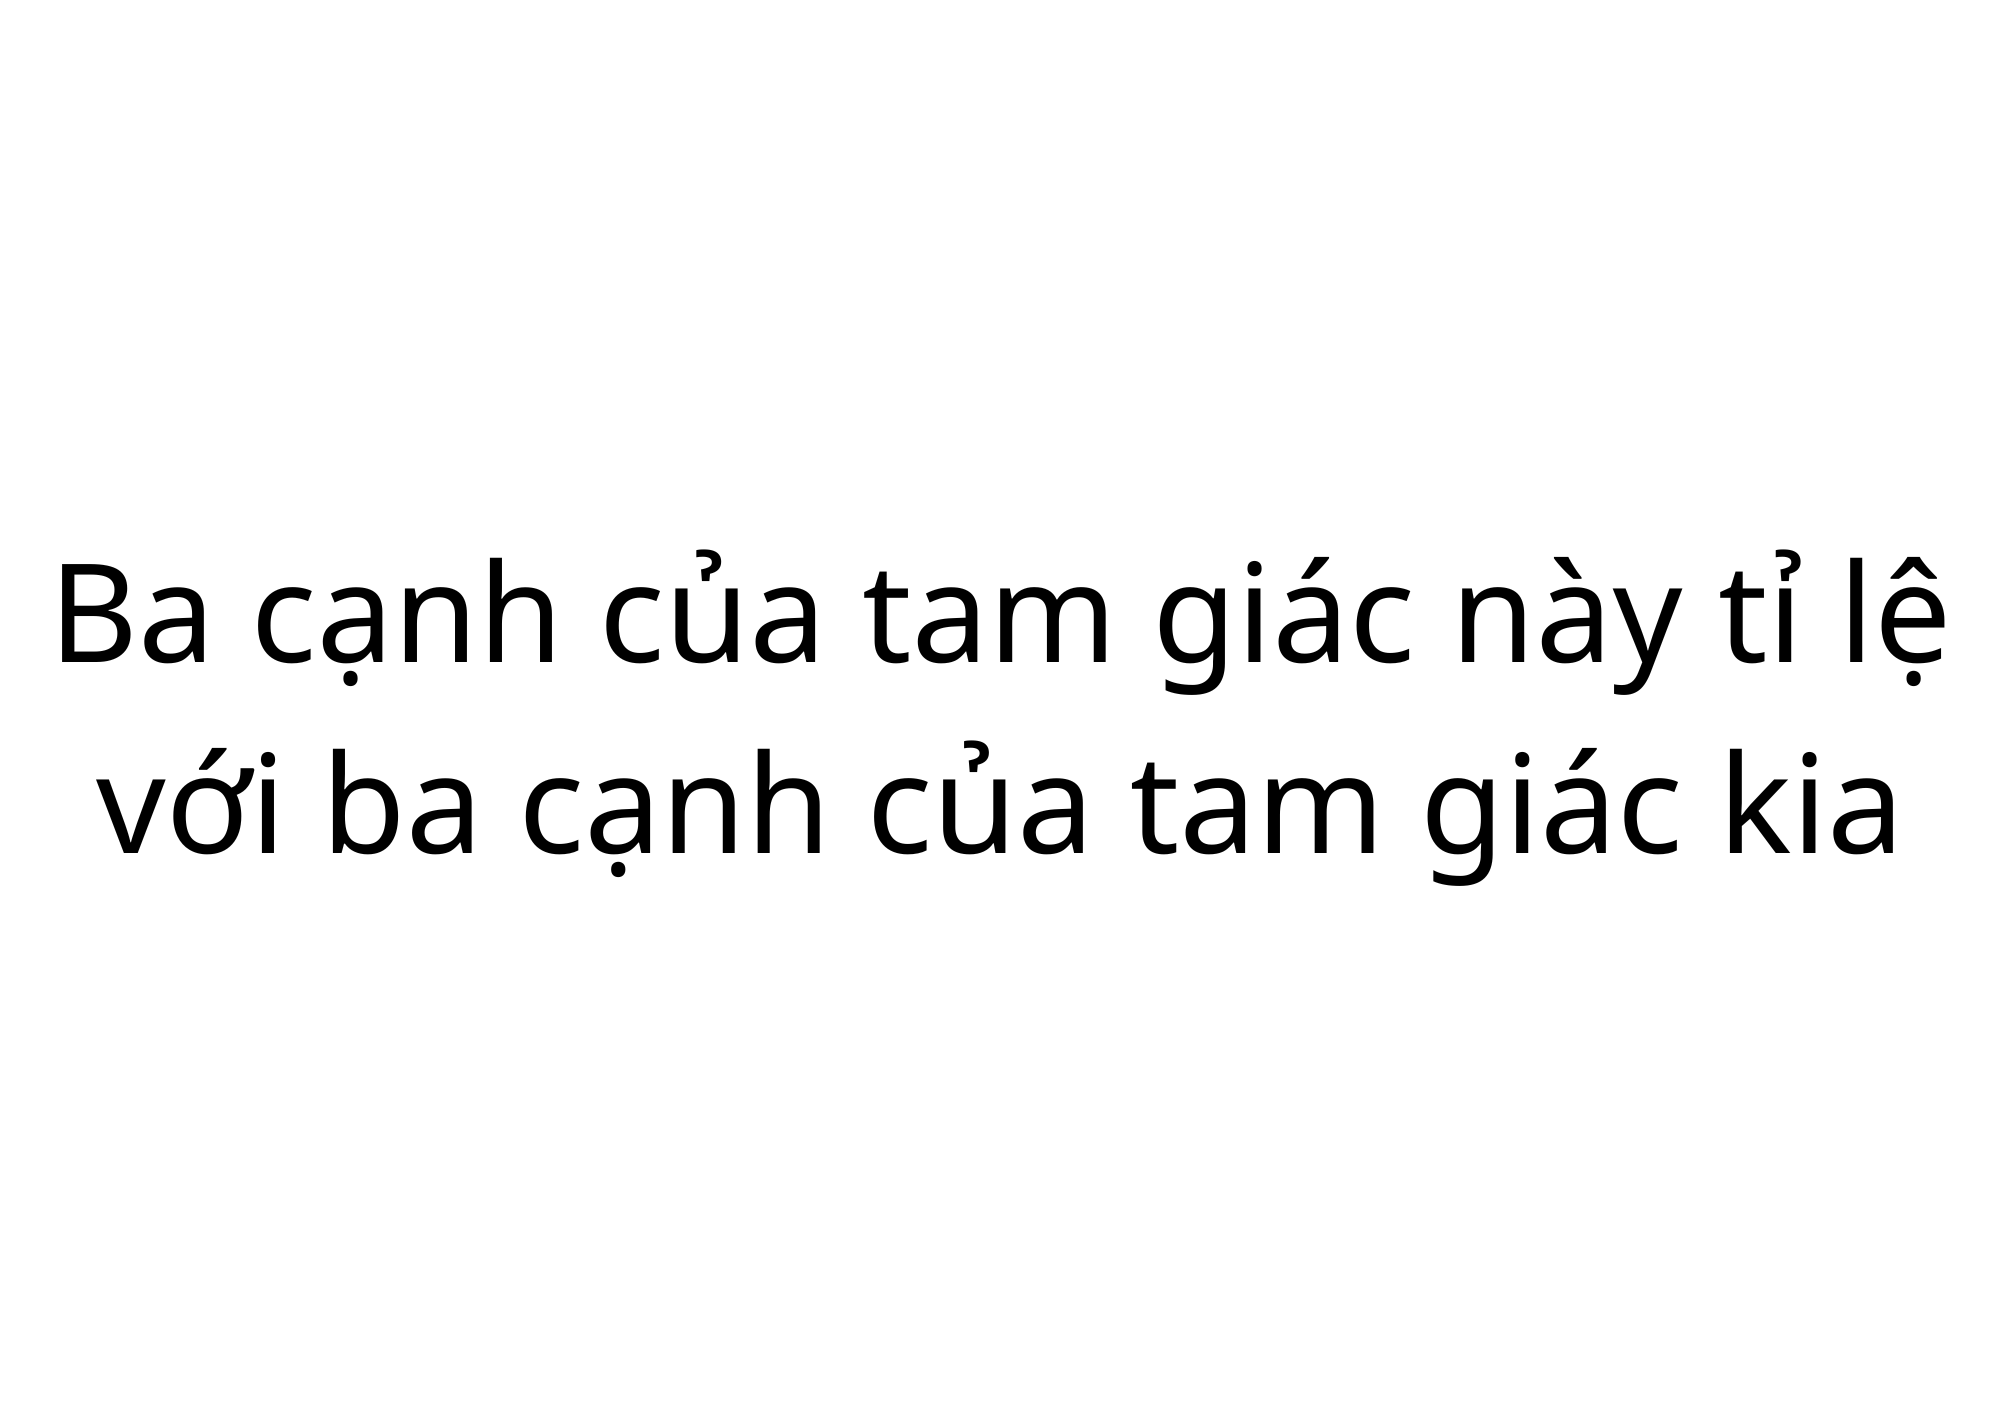 Ba cạnh của tam giác này tỉ lệ
với ba cạnh của tam giác kia